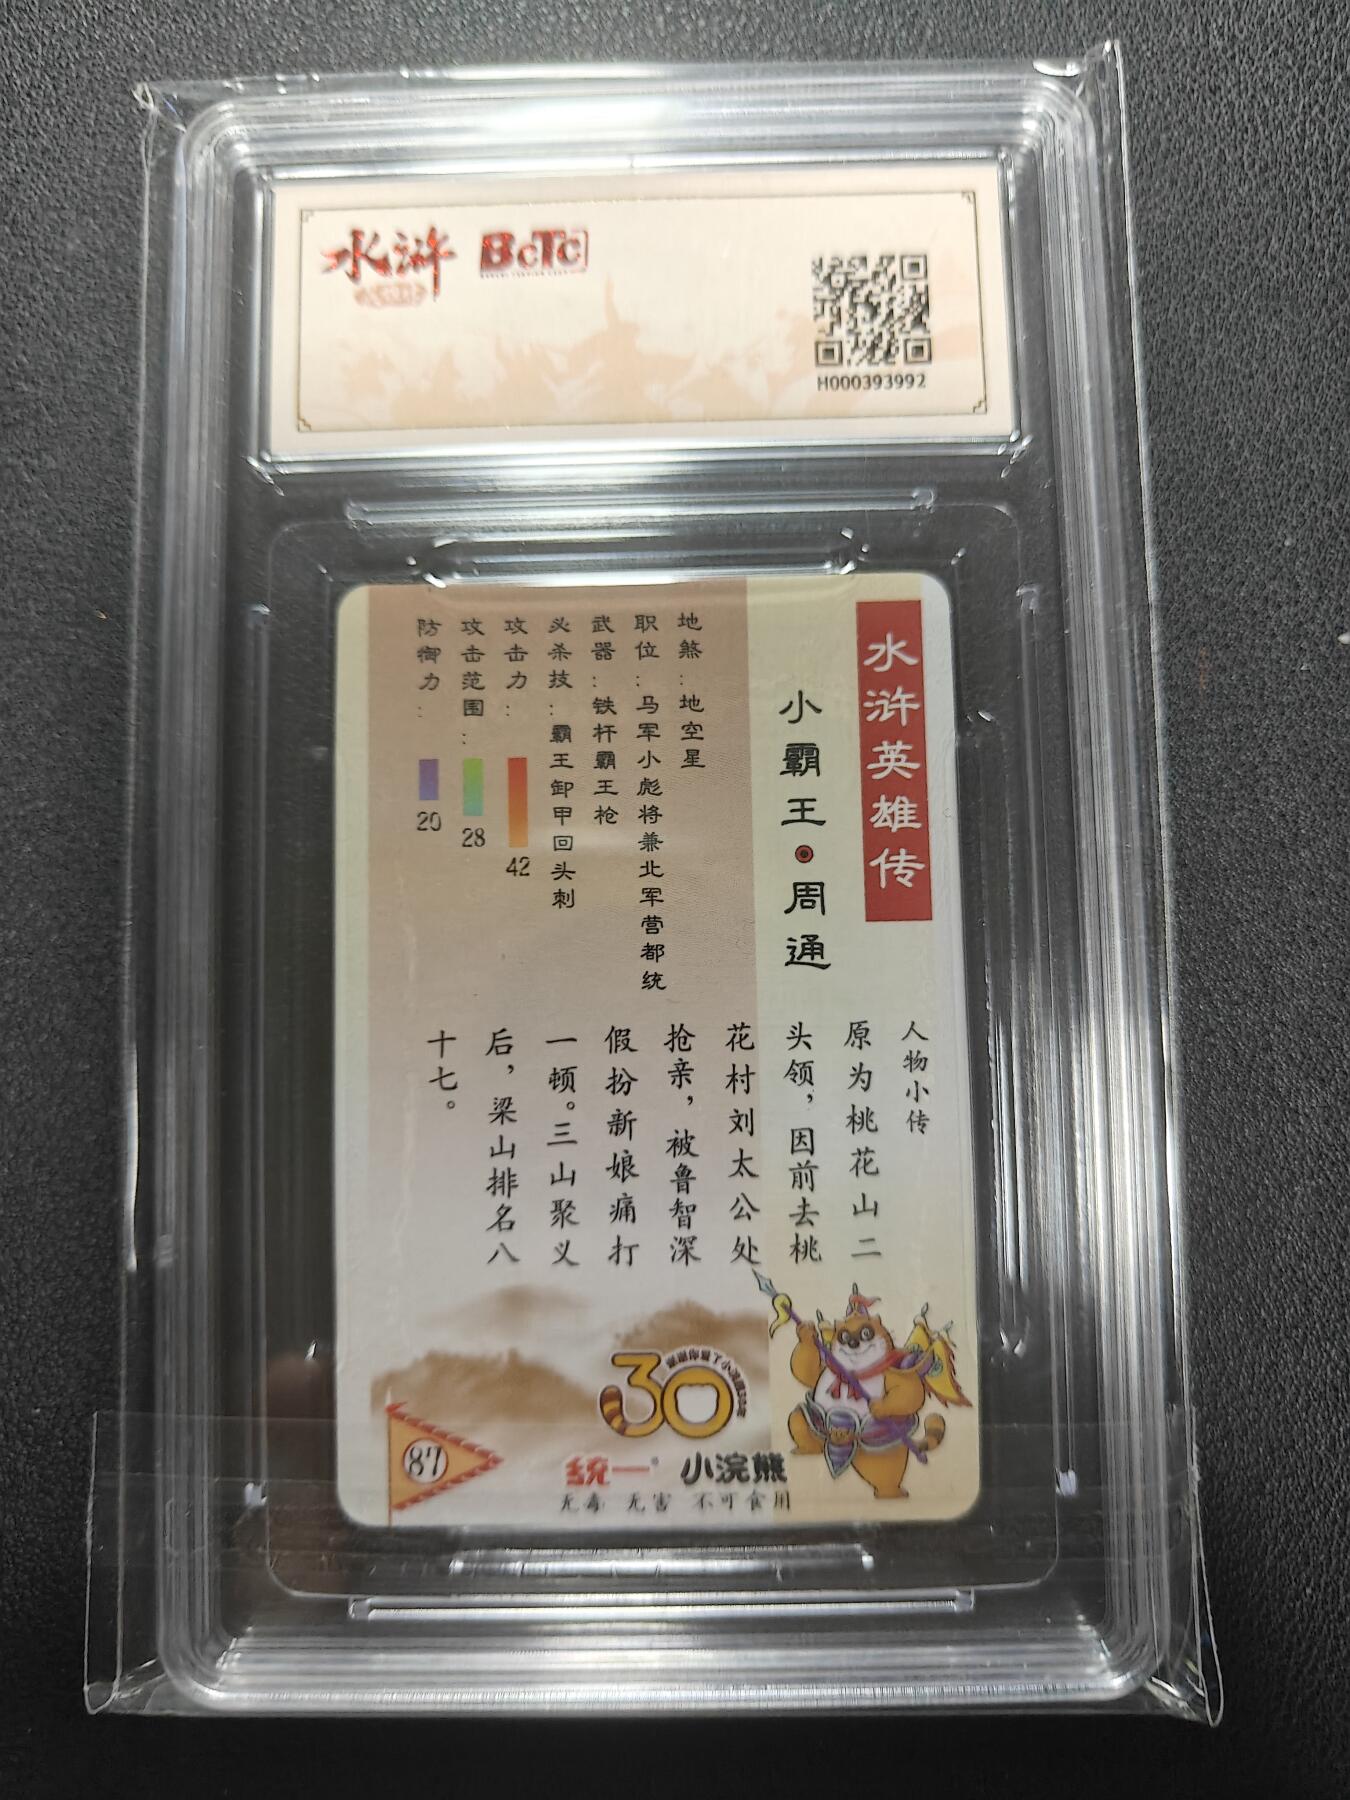 水浒
BcTc
H000393992
水浒英雄传
小霸王·周通
地煞:地空星
职位:马军小彪将兼北军营都统
武器:铁杆霸王枪
必杀技:霸王卸甲回头刺
攻击力:
42
攻击范围:
28
防御力:
20
人物小传
原为桃花山二
头领,因前去桃
花村刘太公处
抢亲,被鲁智深
假扮新娘痛打
一顿。三山聚义
后,梁山排名八
十七。
30
87
统一 小浣熊
无毒 无害 不可食用